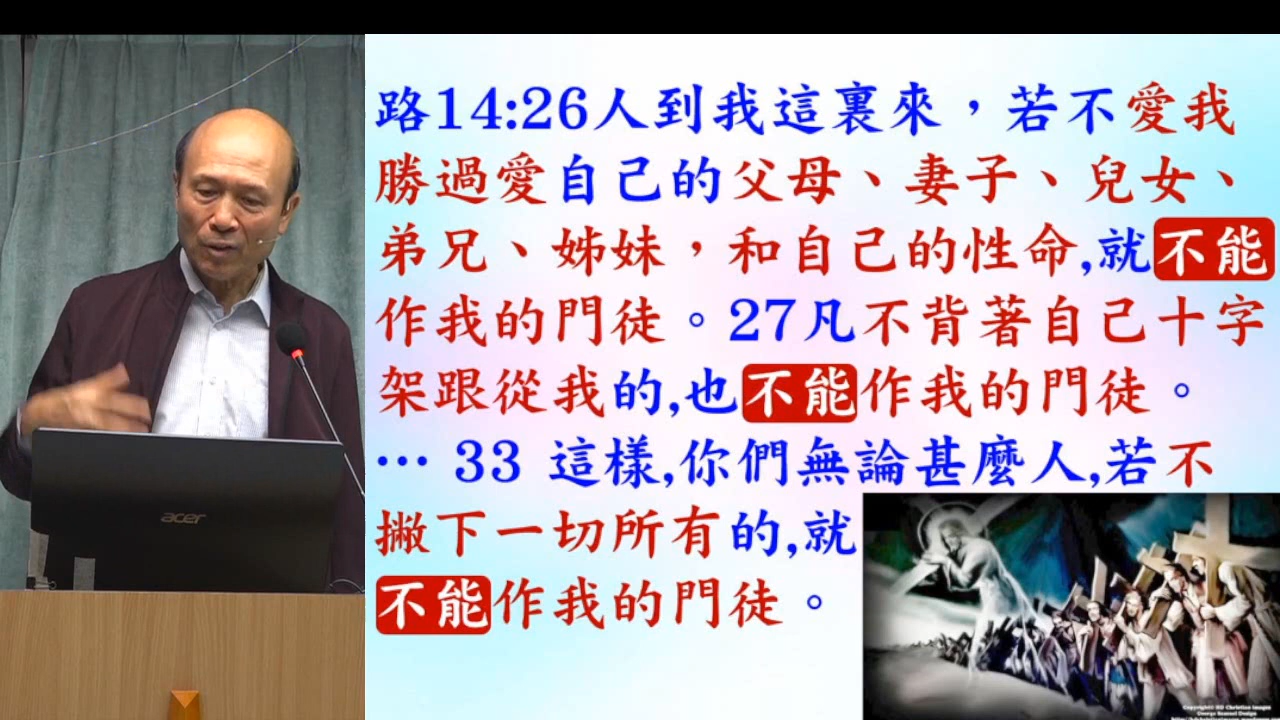 路14:26人到我這裏來，若不愛我
勝過愛自己的父母、妻子、兒女、
弟兄、姊妹，和自己的性命,就不能
作我的門徒。27凡不背著自己十字
架跟從我的,也不能作我的門徒。
… 33 這樣,你們無論甚麼人,若不
撇下一切所有的,就
不能作我的門徒。
acer